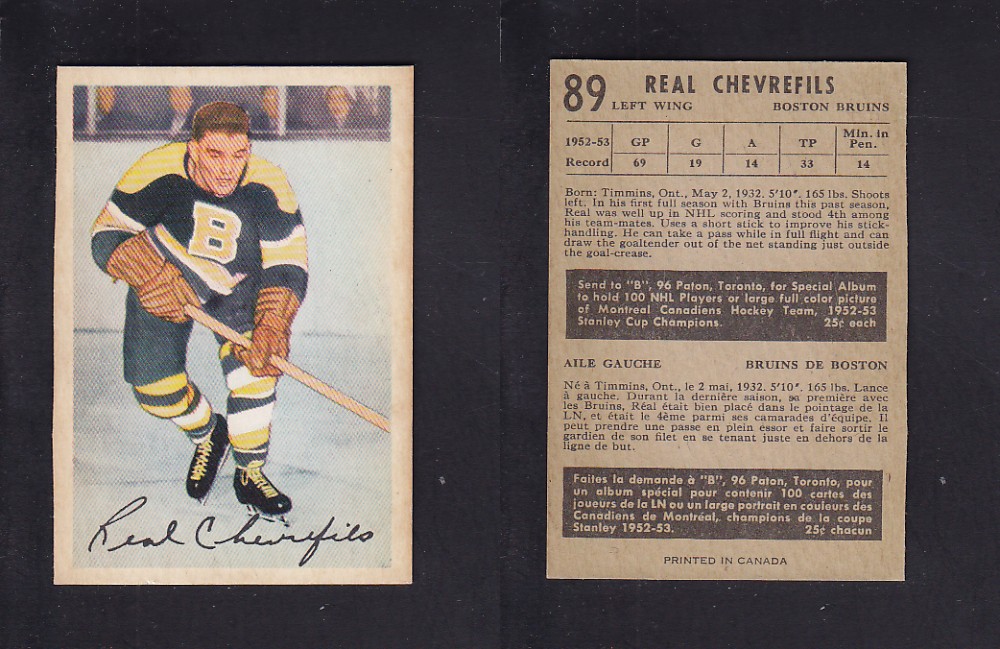 B
Real Chevrefils
89 REAL CHEVREFILS
LEFT WING BOSTON BRUINS
1952-53 GP G A TP Min. in Pen.
Record 69 19 14 33 14
Born: Timmins, Ont., May 2, 1932. 5'10". 165 lbs. Shoots
left. In his first full season with Bruins this past season,
Real was well up in NHL scoring and stood 4th among
his team-mates. Uses a short stick to improve his stick-
handling. He can take a pass while in full flight and can
draw the goaltender out of the net standing just outside
the goal-crease.
Send to "B", 96 Paton, Toronto, for Special Album
to hold 100 NHL Players or large full color picture
of Montreal Canadiens Hockey Team, 1952-53
Stanley Cup Champions. 25¢ each
AILE GAUCHE BRUINS DE BOSTON
Né à Timmins, Ont., le 2 mai, 1932. 5'10". 165 lbs. Lance
à gauche. Durant la dernière saison, sa première avec
les Bruins, Réal était bien placé dans le pointage de la
LN, et était le 4ème parmi ses camarades d'équipe. Il
peut prendre une passe en plein essor et faire sortir le
gardien de son filet en se tenant juste en dehors de la
ligne de but.
Faites la demande à "B", 96 Paton, Toronto, pour
un album spécial pour contenir 100 cartes des
joueurs de la LN ou un large portrait en couleurs des
Canadiens de Montréal, champions de la coupe
Stanley 1952-53. 25¢ chacun
PRINTED IN CANADA